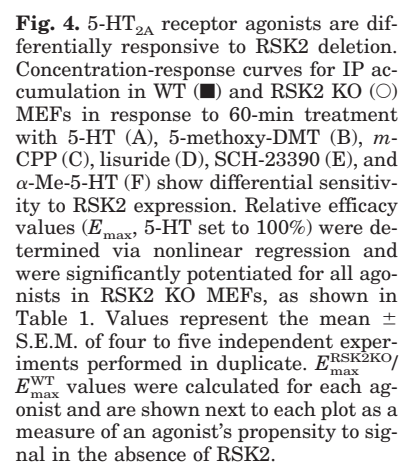 Fig. 4. 5-HT2A receptor agonists are dif-
ferentially responsive to RSK2 deletion.
Concentration-response curves for IP ac-
cumulation in WT (■) and RSK2 KO (○)
MEFs in response to 60-min treatment
with 5-HT (A), 5-methoxy-DMT (B), m-
CPP (C), lisuride (D), SCH-23390 (E), and
α-Me-5-HT (F) show differential sensitiv-
ity to RSK2 expression. Relative efficacy
values (Emax, 5-HT set to 100%) were de-
termined via nonlinear regression and
were significantly potentiated for all ago-
nists in RSK2 KO MEFs, as shown in
Table 1. Values represent the mean ±
S.E.M. of four to five independent exper-
iments performed in duplicate. EmaxRSK2KO/
EmaxWT values were calculated for each ag-
onist and are shown next to each plot as a
measure of an agonist's propensity to sig-
nal in the absence of RSK2.